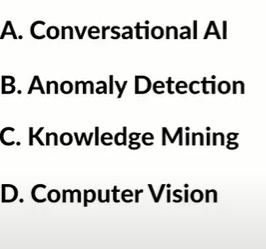 A. Conversational AI
B. Anomaly Detection
C. Knowledge Mining
D. Computer Vision